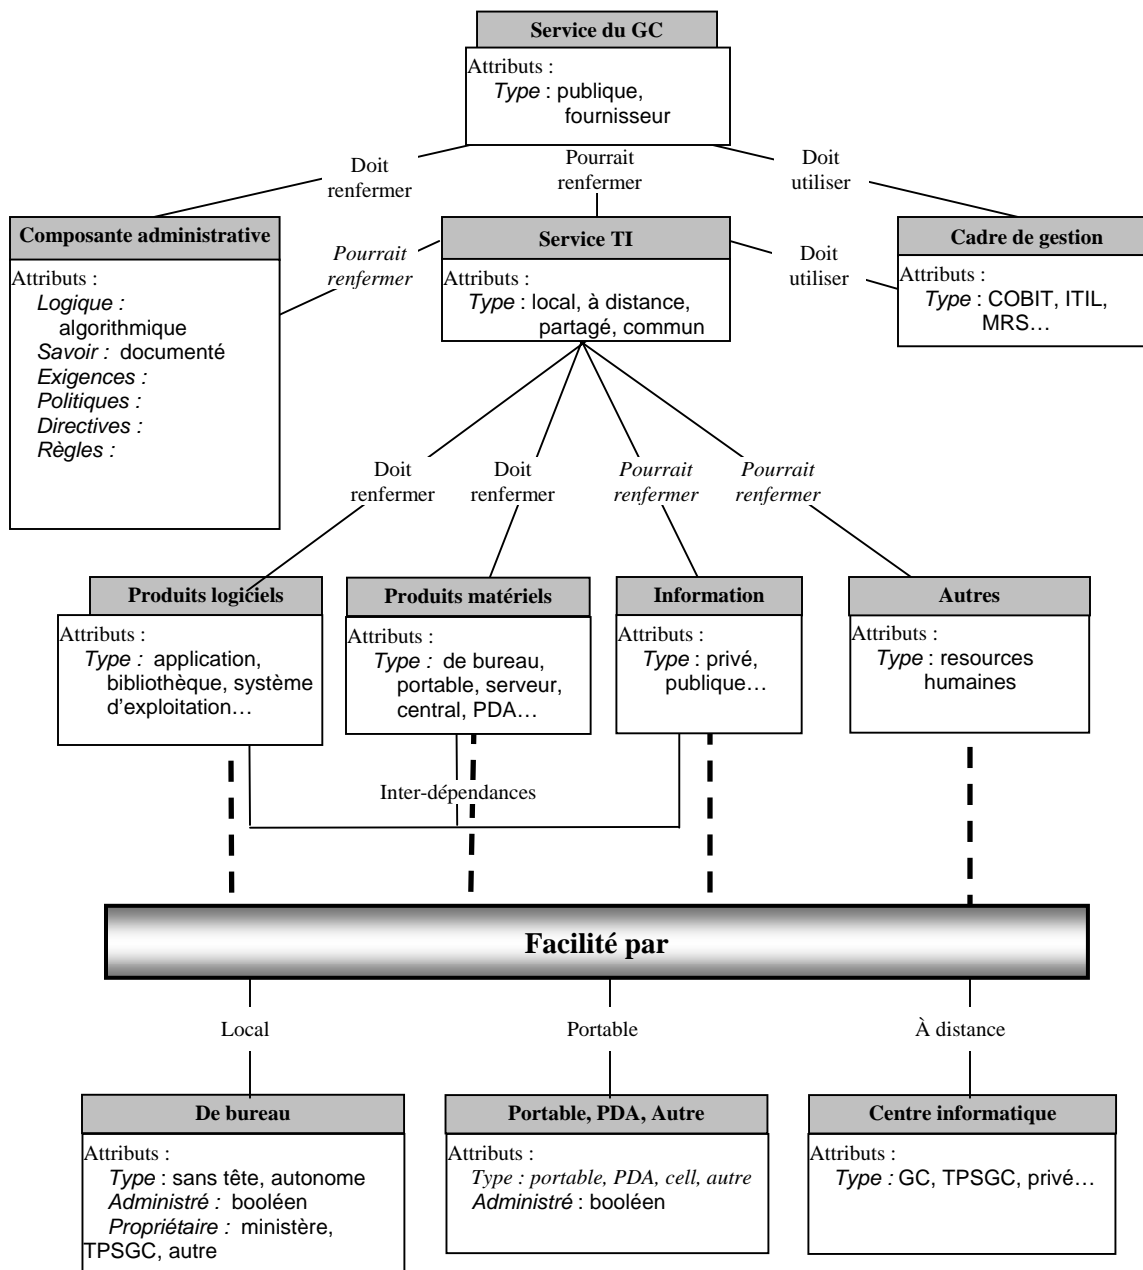 Service du GC
Attributs :
Type : publique,
fournisseur
Doit
renfermer
Pourrait
renfermer
Doit
utiliser
Composante administrative
Attributs :
Logique :
algorithmique
Savoir : documenté
Exigences :
Politiques :
Directives :
Règles :
Pourrait
renfermer
Service TI
Attributs :
Type : local, à distance,
partagé, commun
Doit
utiliser
Cadre de gestion
Attributs :
Type : COBIT, ITIL,
MRS…
Doit
renfermer
Doit
renfermer
Pourrait
renfermer
Pourrait
renfermer
Produits logiciels
Attributs :
Type : application,
bibliothèque, système
d’exploitation…
Produits matériels
Attributs :
Type : de bureau,
portable, serveur,
central, PDA…
Information
Attributs :
Type : privé,
publique…
Autres
Attributs :
Type : resources
humaines
Inter-dépendances
Facilité par
Local
Portable
À distance
De bureau
Attributs :
Type : sans tête, autonome
Administré : booléen
Propriétaire : ministère,
TPSGC, autre
Portable, PDA, Autre
Attributs :
Type : portable, PDA, cell, autre
Administré : booléen
Centre informatique
Attributs :
Type : GC, TPSGC, privé…